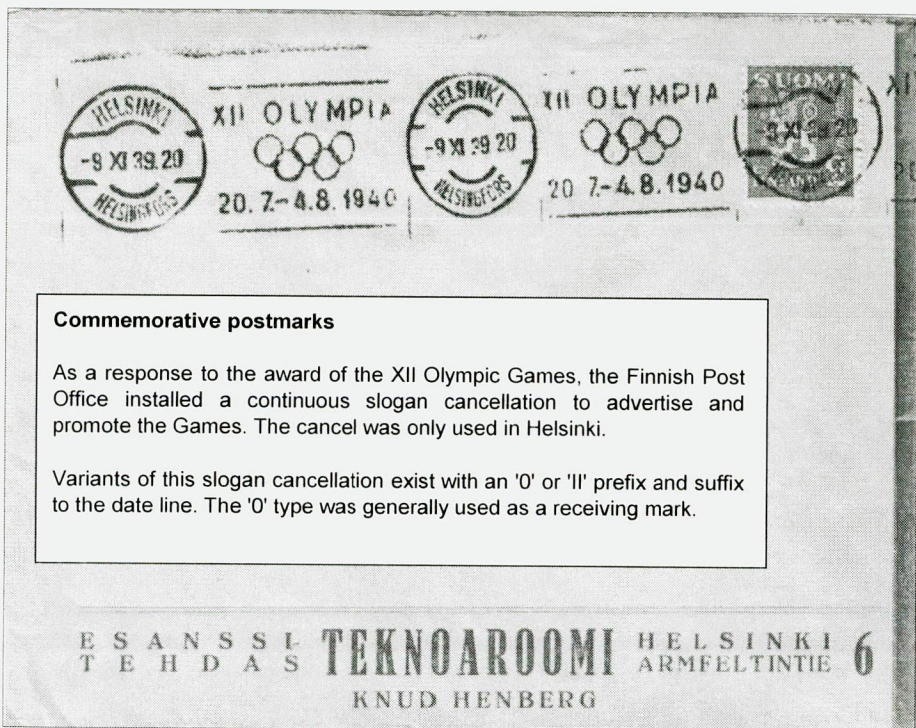 HELSINKI
-9 XI 39.20
HELSINGFORS
XII OLYMPIA
20.7.-4.8.1940
HELSINKI
-9 XI 39 20
HELSINGFORS
XII OLYMPIA
20 7.-4.8.1940
SUOMI
-9 XI 39 20
XI
Commemorative postmarks
As a response to the award of the XII Olympic Games, the Finnish Post
Office installed a continuous slogan cancellation to advertise and
promote the Games. The cancel was only used in Helsinki.
Variants of this slogan cancellation exist with an '0' or 'II' prefix and suffix
to the date line. The '0' type was generally used as a receiving mark.
ESANSSI-
TEHDAS
TEKNOAROOMI
HELSINKI
ARMFELTINTIE 6
KNUD HENBERG